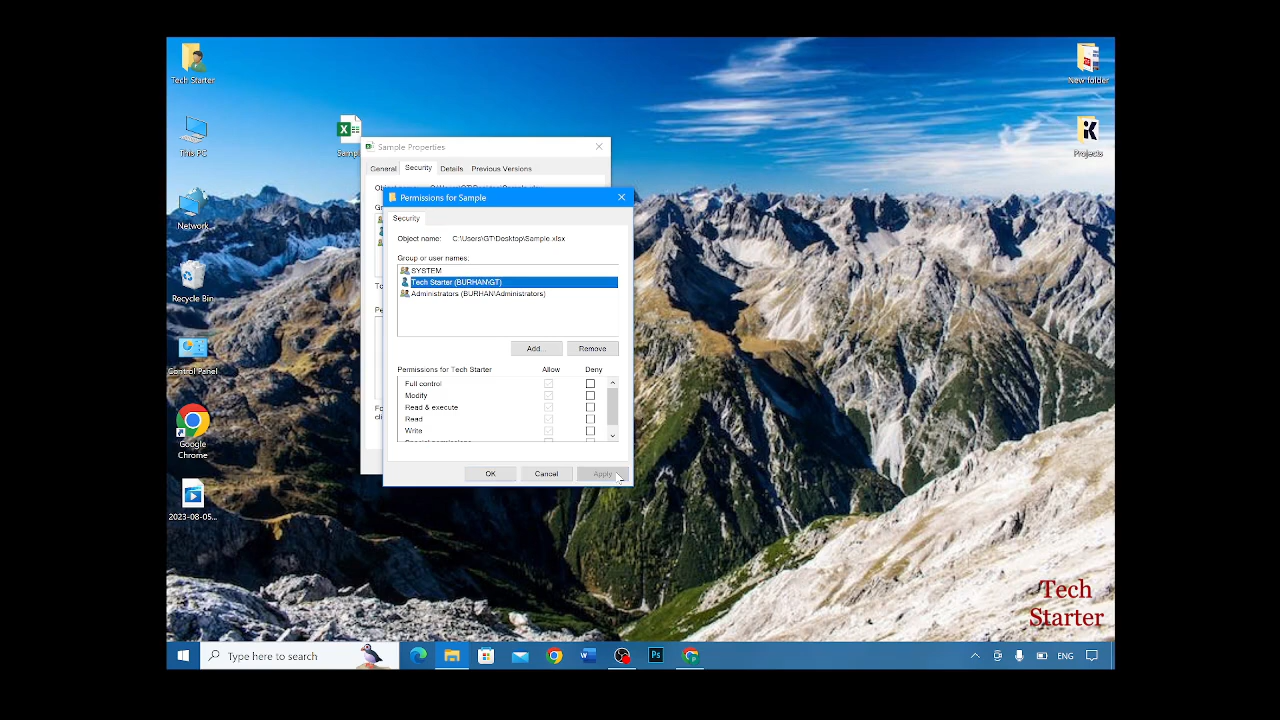 Tech Starter
This PC
Network
Recycle Bin
Control Panel
Google
Chrome
2023-08-05...
New folder
Projects
Sample Properties
General
Security
Details
Previous Versions
Permissions for Sample
Security
Object name: C:\Users\GT\Desktop\Sample.xlsx
Group or user names:
SYSTEM
Tech Starter (BURHAN\GT)
Administrators (BURHAN\Administrators)
Add...
Remove
Permissions for Tech Starter Allow Deny
Full control
Modify
Read & execute
Read
Write
OK
Cancel
Apply
Tech
Starter
Type here to search
ENG